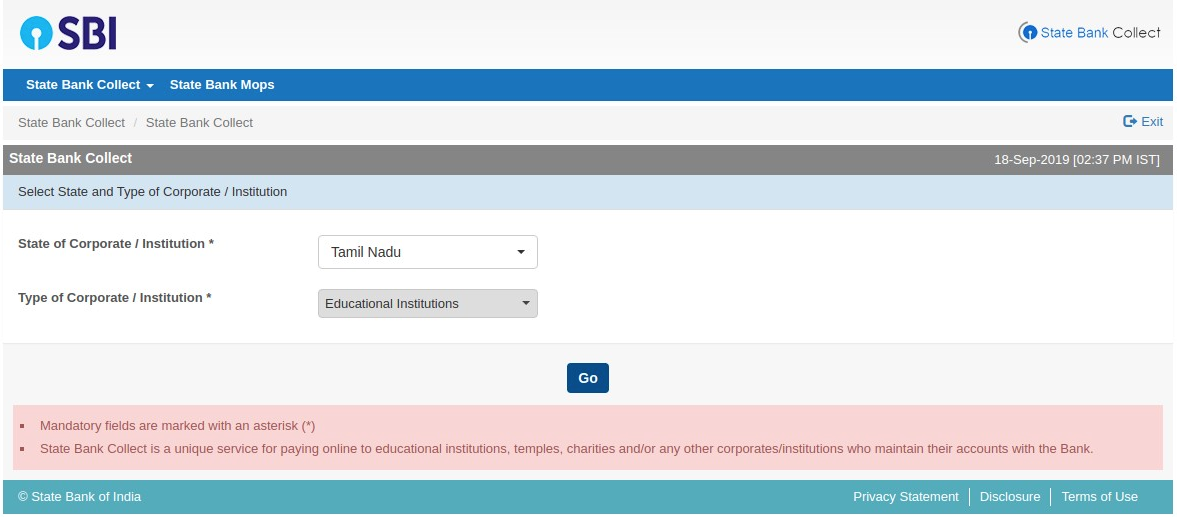 SBI
State Bank Collect
State Bank Collect State Bank Mops
State Bank Collect / State Bank Collect
Exit
State Bank Collect
18-Sep-2019 [02:37 PM IST]
Select State and Type of Corporate / Institution
State of Corporate / Institution *
Tamil Nadu
Type of Corporate / Institution *
Educational Institutions
Go
Mandatory fields are marked with an asterisk (*)
State Bank Collect is a unique service for paying online to educational institutions, temples, charities and/or any other corporates/institutions who maintain their accounts with the Bank.
© State Bank of India
Privacy Statement Disclosure Terms of Use